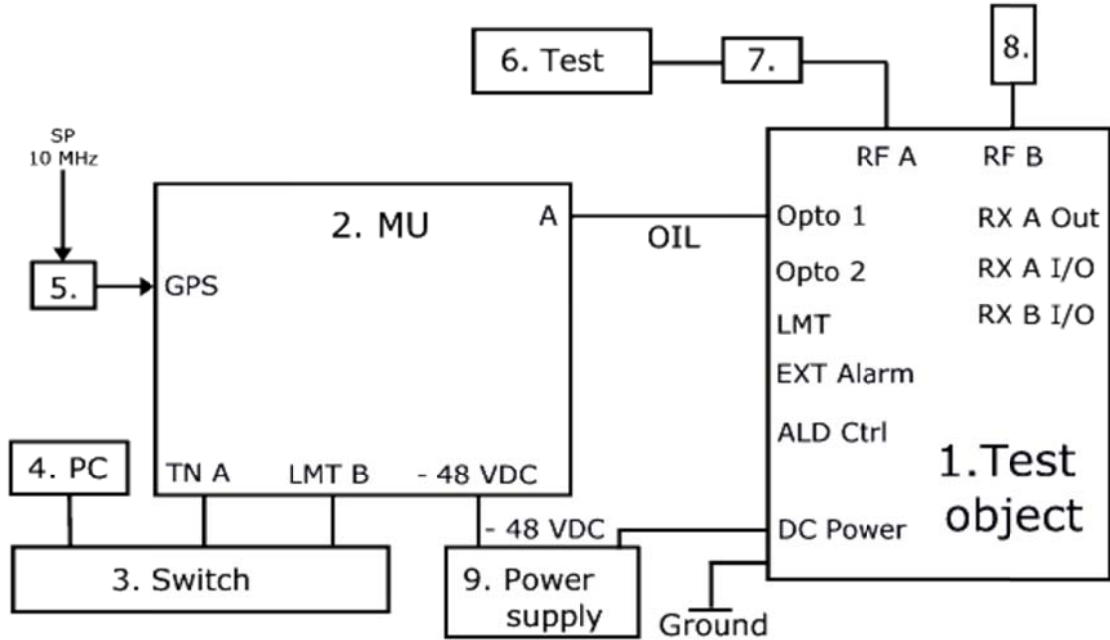 6. Test
7.
8.
SP
10 MHz
RF A
RF B
2. MU
A
OIL
Opto 1
RX A Out
5.
GPS
Opto 2
RX A I/O
LMT
RX B I/O
EXT Alarm
ALD Ctrl
4. PC
TN A
LMT B
- 48 VDC
1.Test
object
- 48 VDC
DC Power
3. Switch
9. Power
supply
Ground